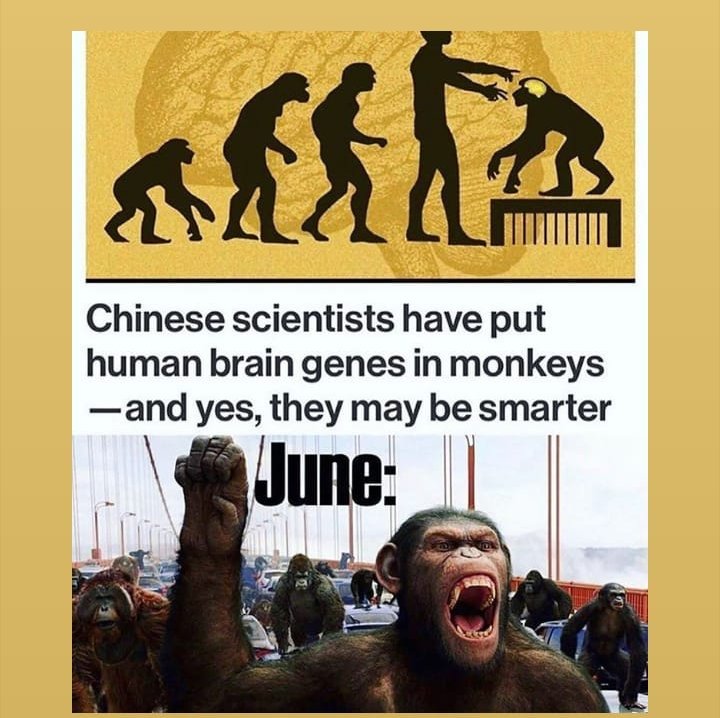 Chinese scientists have put
human brain genes in monkeys
—and yes, they may be smarter
June: